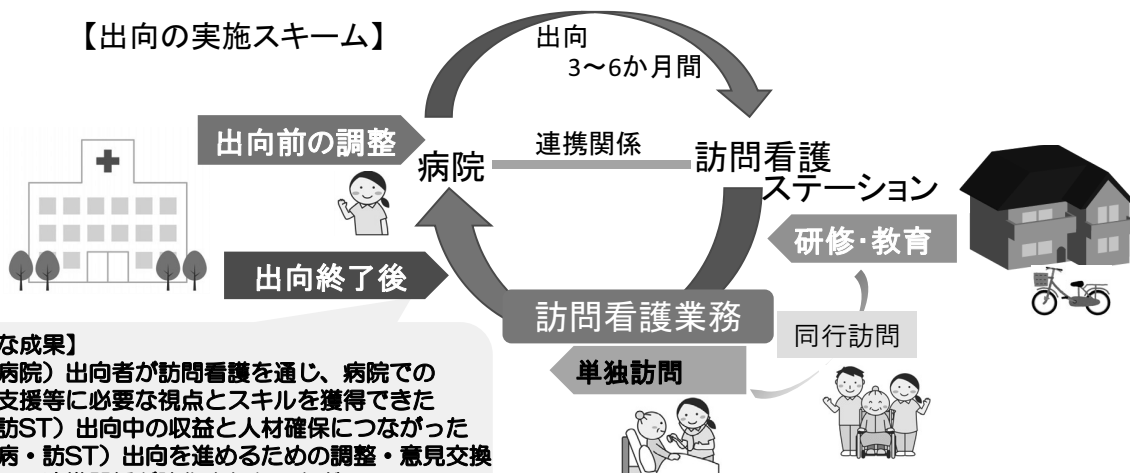 【出向の実施スキーム】
出向
3～6か月間
出向前の調整
病院
連携関係
訪問看護
ステーション
研修・教育
出向終了後
訪問看護業務
同行訪問
単独訪問
な成果】
病院）出向者が訪問看護を通じ、病院での
支援等に必要な視点とスキルを獲得できた
訪ST）出向中の収益と人材確保につながった
病・訪ST）出向を進めるための調整・意見交換